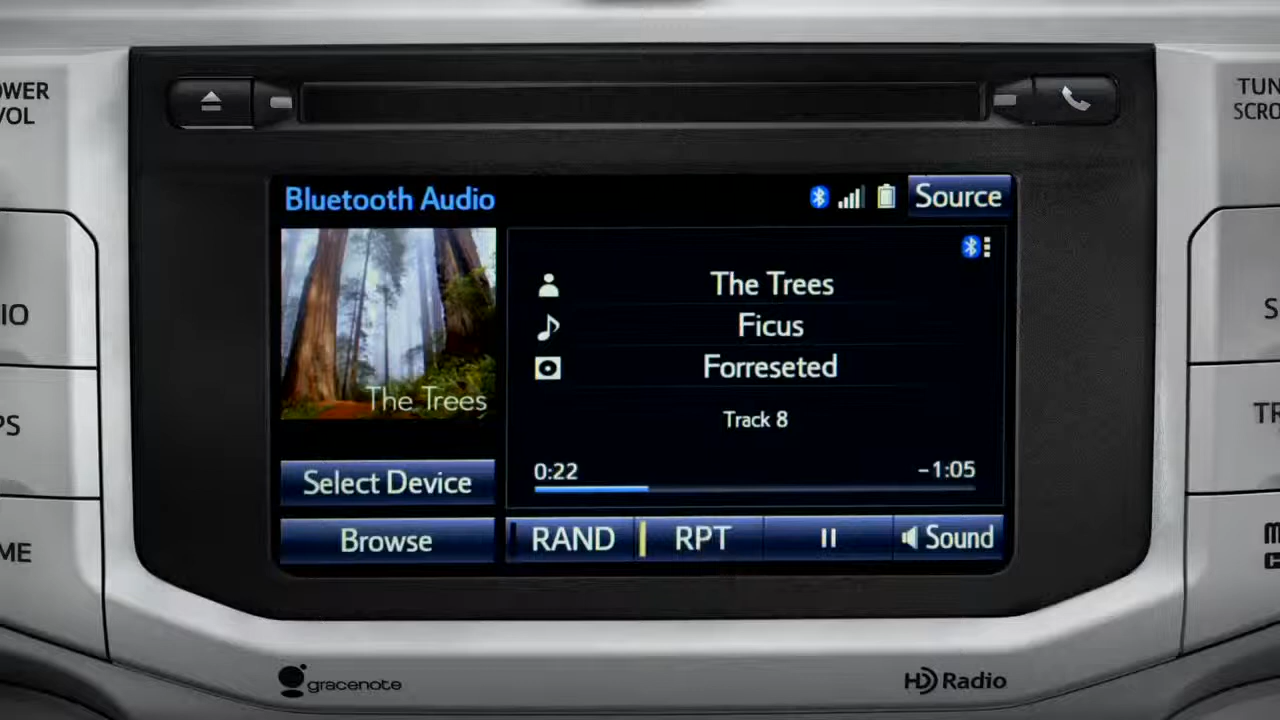 OWER
VOL
TUN
SCRO
Bluetooth Audio
Source
The Trees
Ficus
Forreseted
The Trees
Track 8
0:22
-1:05
Select Device
Browse
RAND
RPT
Sound
IO
PS
ME
S
TR
gracenote
HD Radio